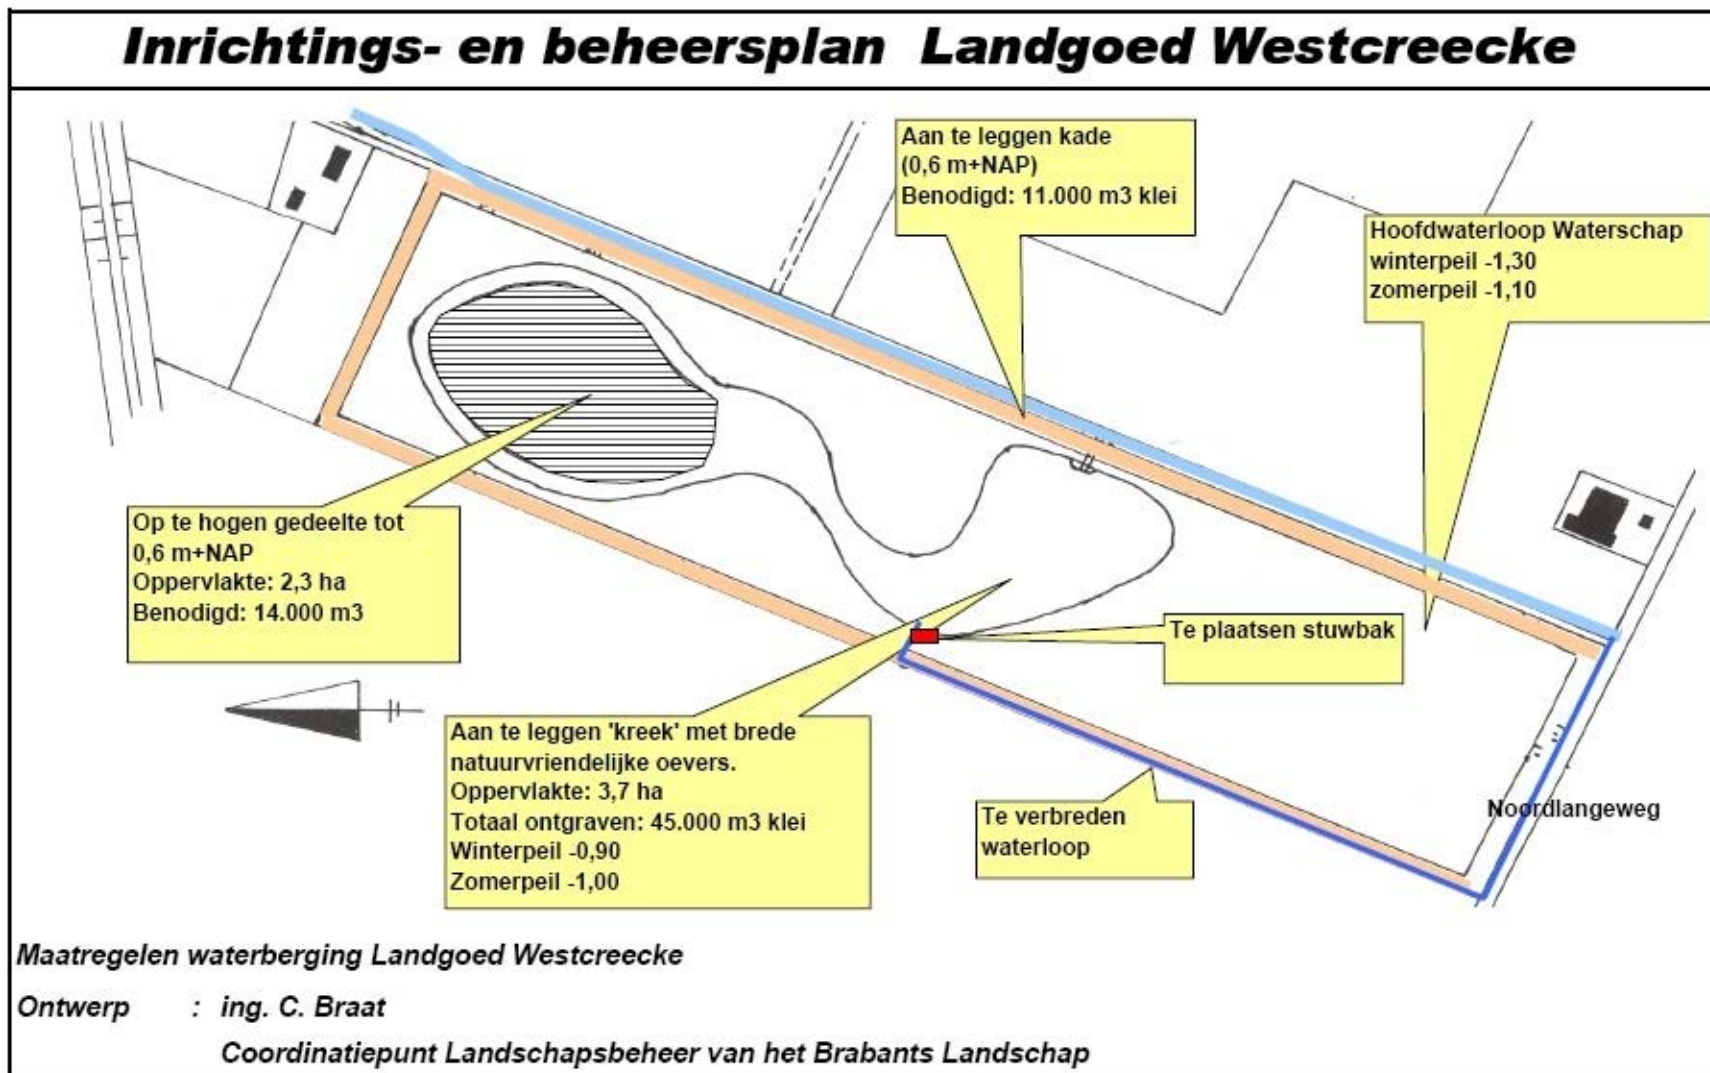 Inrichtings- en beheersplan Landgoed Westcreecke
Aan te leggen kade
(0,6 m+NAP)
Benodigd: 11.000 m3 klei
Hoofdwaterloop Waterschap
winterpeil -1,30
zomerpeil -1,10
Op te hogen gedeelte tot
0,6 m+NAP
Oppervlakte: 2,3 ha
Benodigd: 14.000 m3
Te plaatsen stuwbak
Aan te leggen 'kreek' met brede
natuurvriendelijke oevers.
Oppervlakte: 3,7 ha
Totaal ontgraven: 45.000 m3 klei
Winterpeil -0,90
Zomerpeil -1,00
Te verbreden
waterloop
Noordlangeweg
Maatregelen waterberging Landgoed Westcreecke
Ontwerp : ing. C. Braat
Coordinatiepunt Landschapsbeheer van het Brabants Landschap